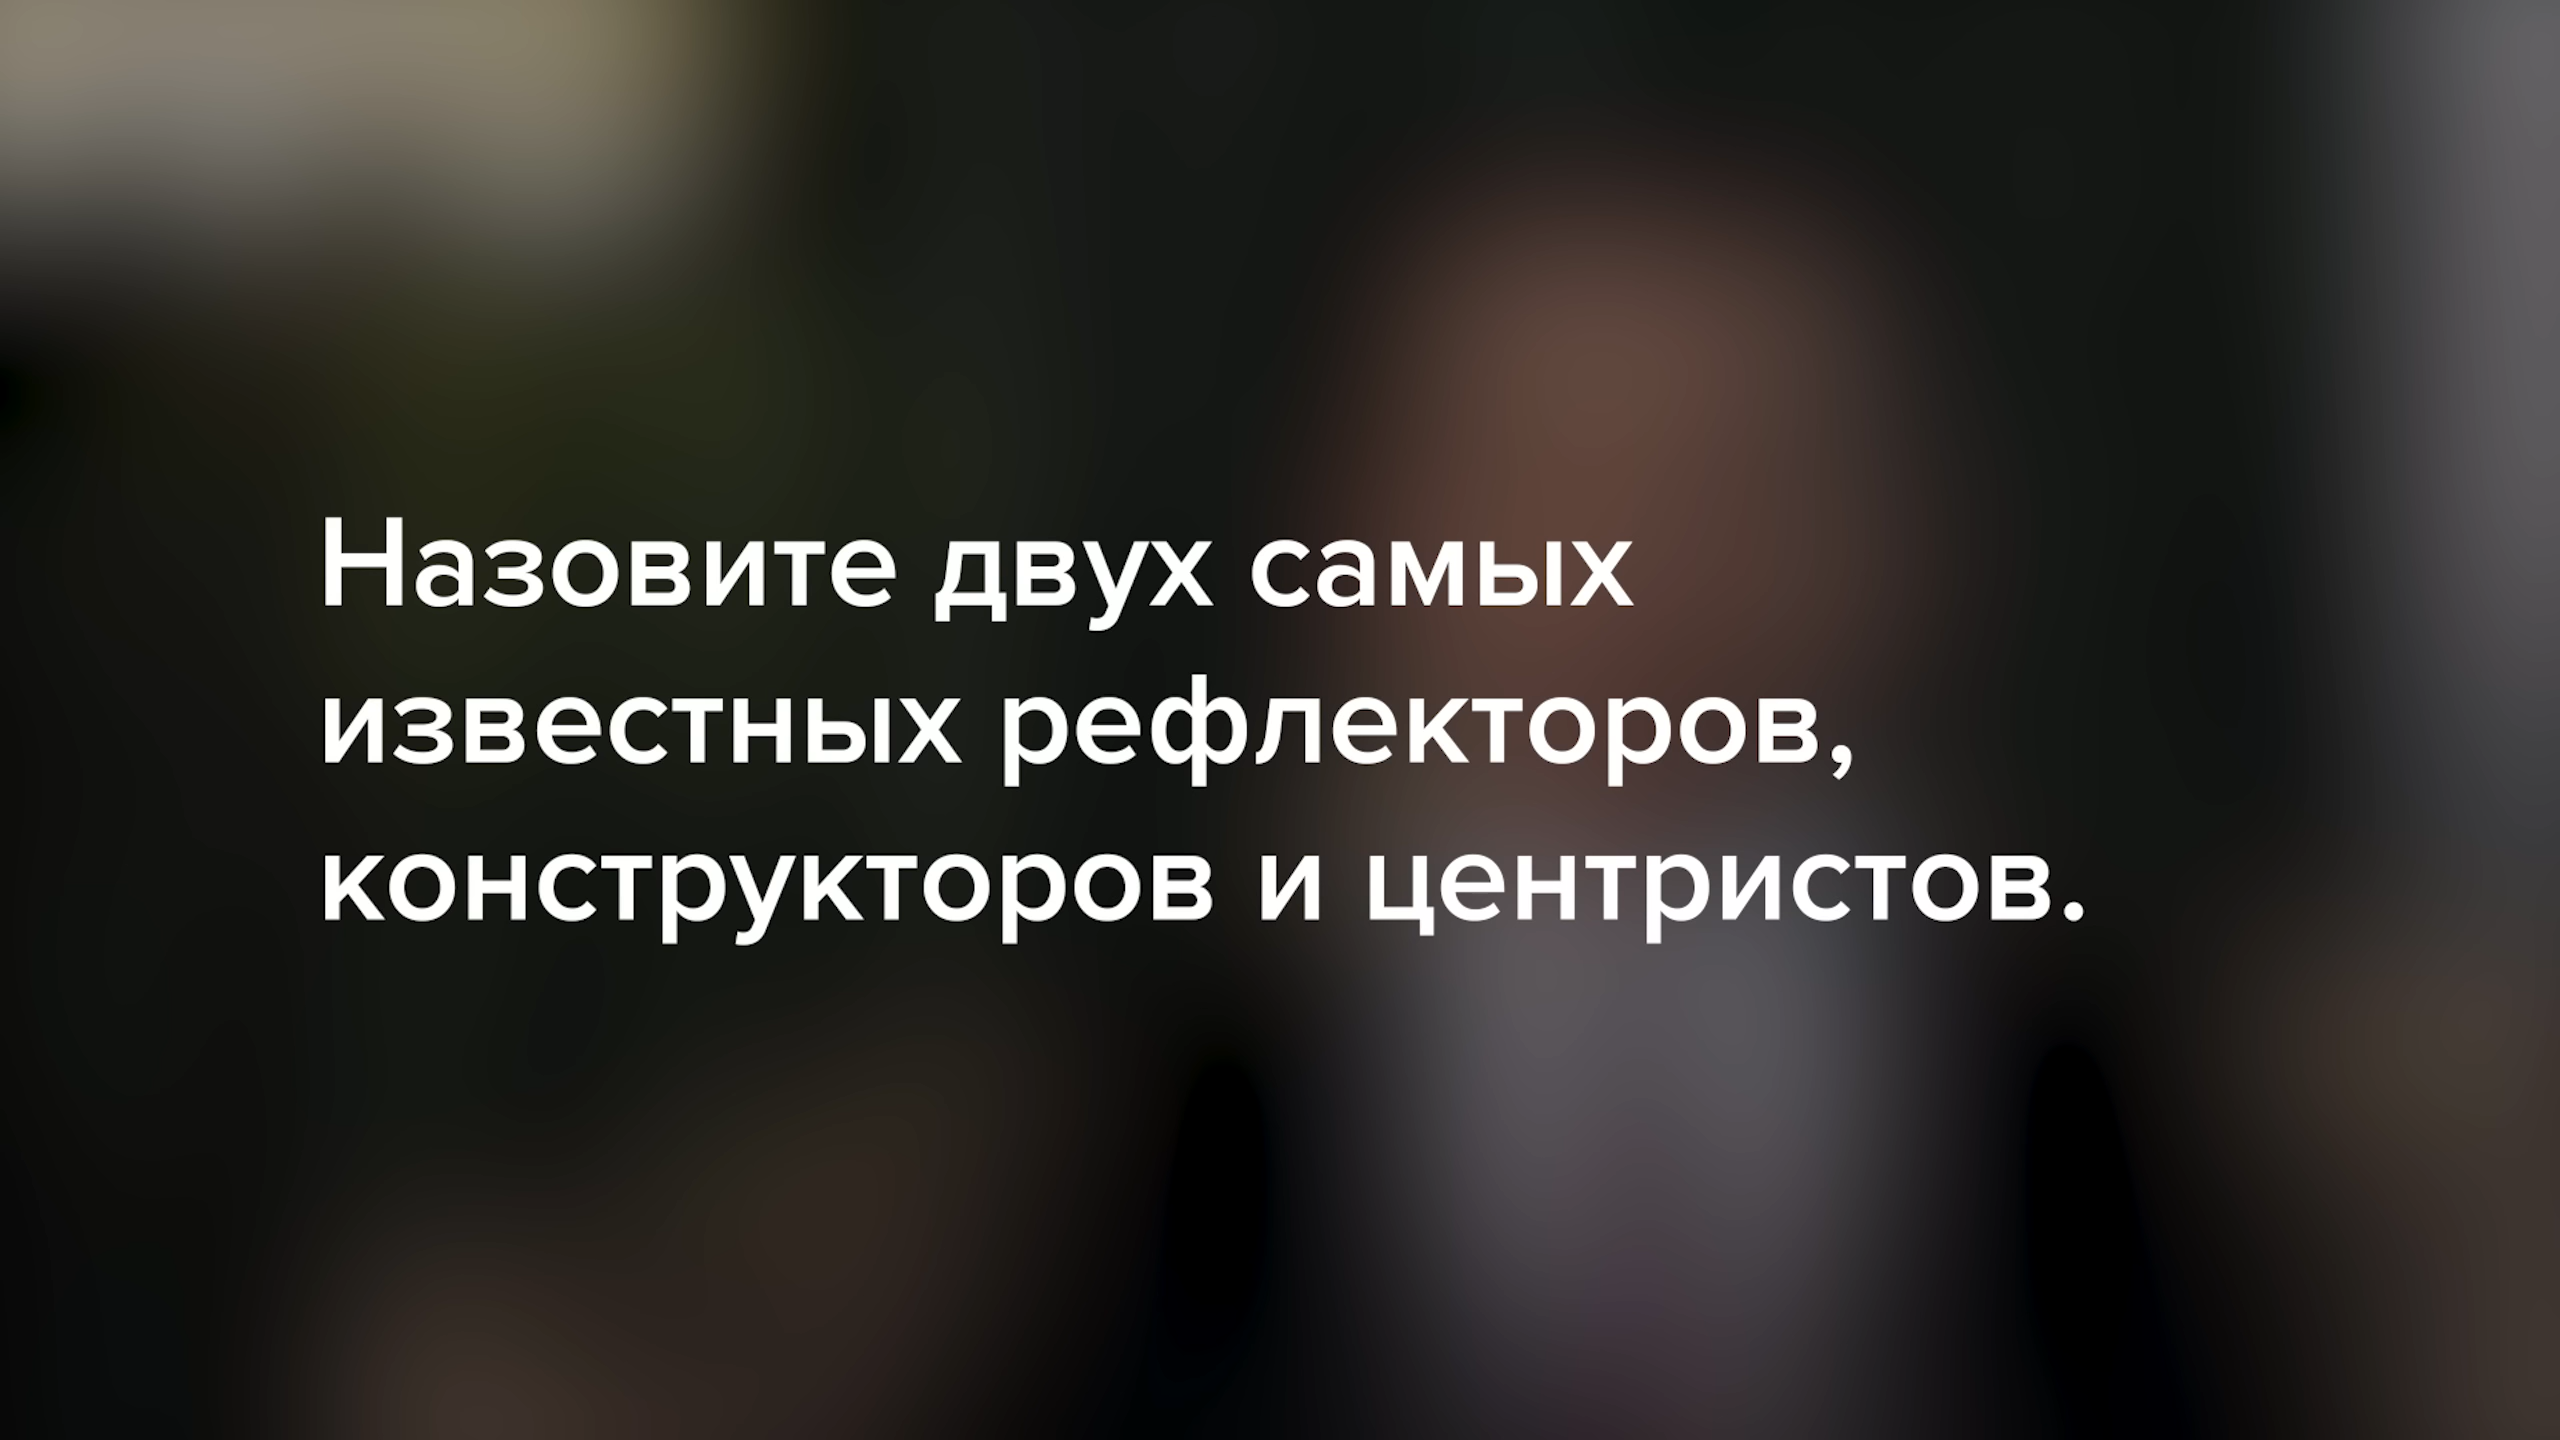 Назовите двух самых
известных рефлекторов,
конструкторов и центристов.